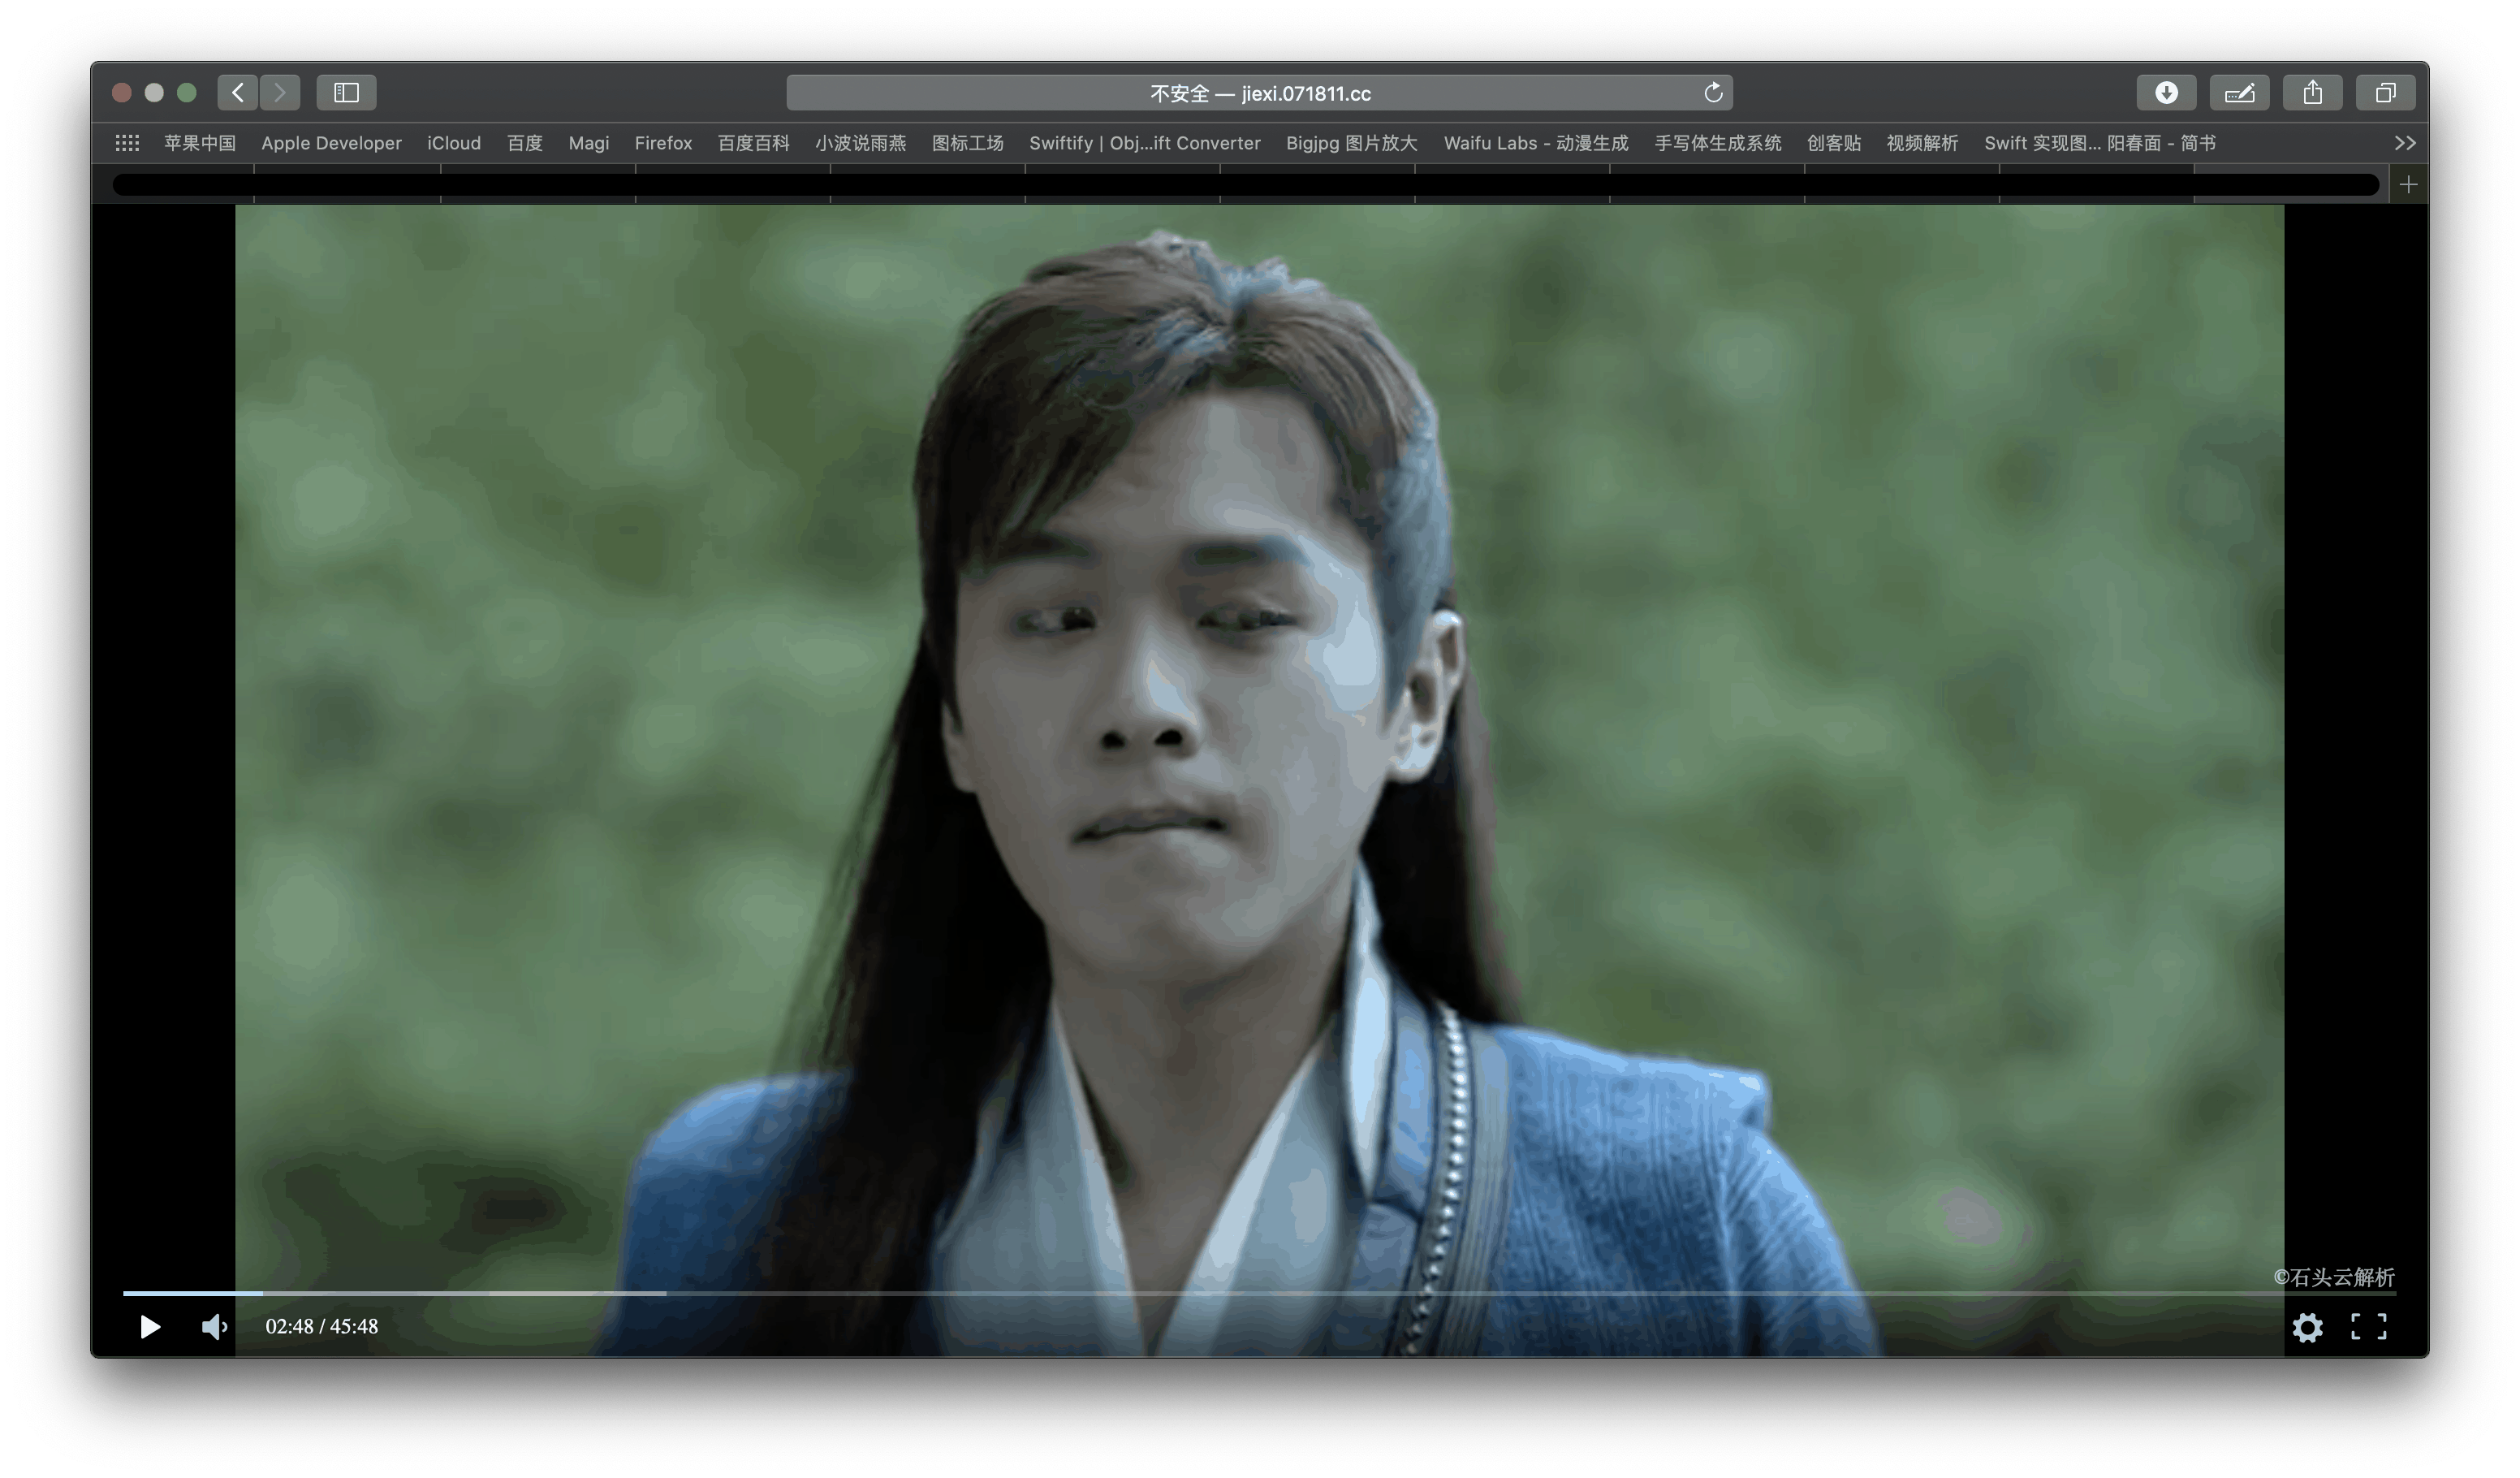 不安全 — jiexi.071811.cc
苹果中国 Apple Developer iCloud 百度 Magi Firefox 百度百科 小波说雨燕 图标工场 Swiftify | Obj...ift Converter Bigjpg 图片放大 Waifu Labs - 动漫生成 手写体生成系统 创客贴 视频解析 Swift 实现图... 阳春面 - 简书
©石头云解析
02:48 / 45:48